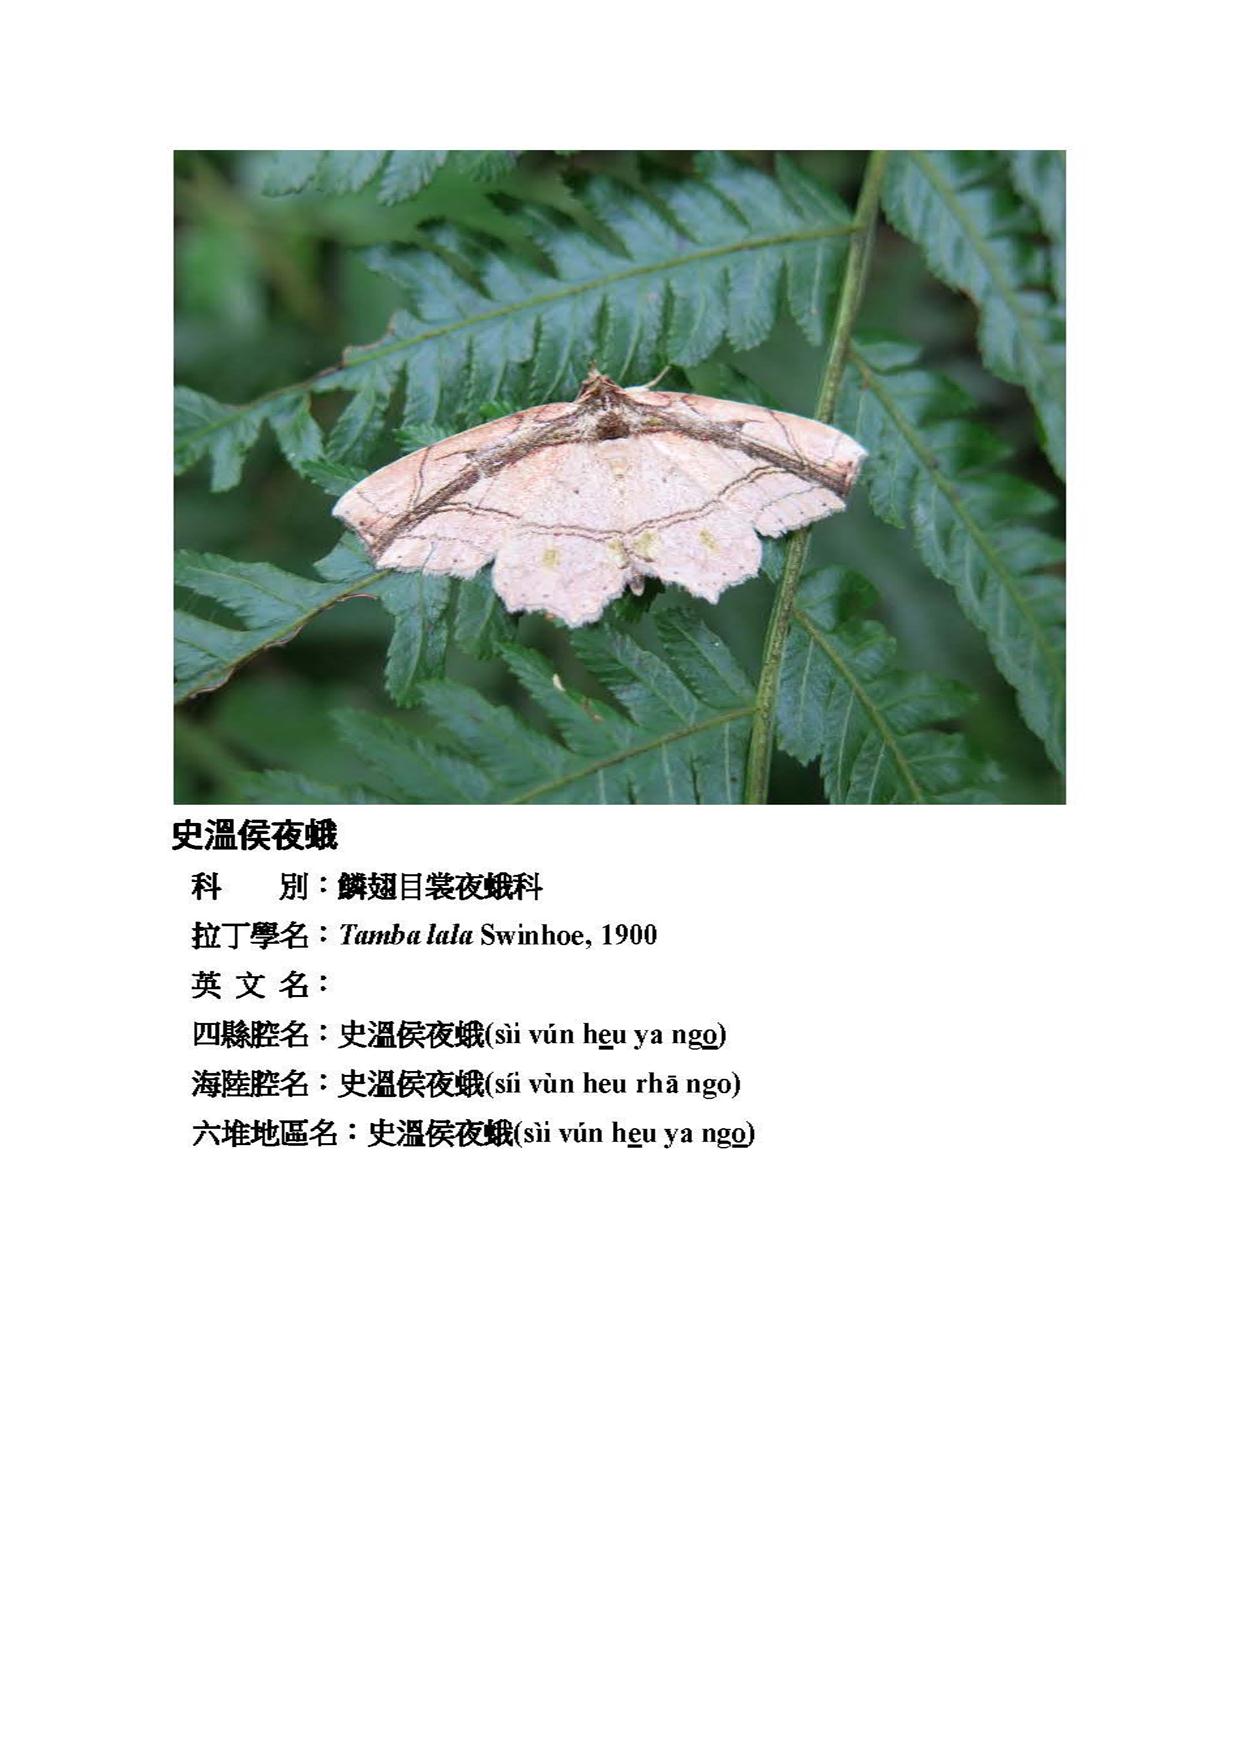 史溫侯夜蛾
科　　別：鱗翅目裳夜蛾科
拉丁學名：Tamba lala Swinhoe, 1900
英 文 名：
四縣腔名：史溫侯夜蛾(sìi vún heu ya ngo)
海陸腔名：史溫侯夜蛾(síi vùn heu rhā ngo)
六堆地區名：史溫侯夜蛾(sìi vún heu ya ngo)